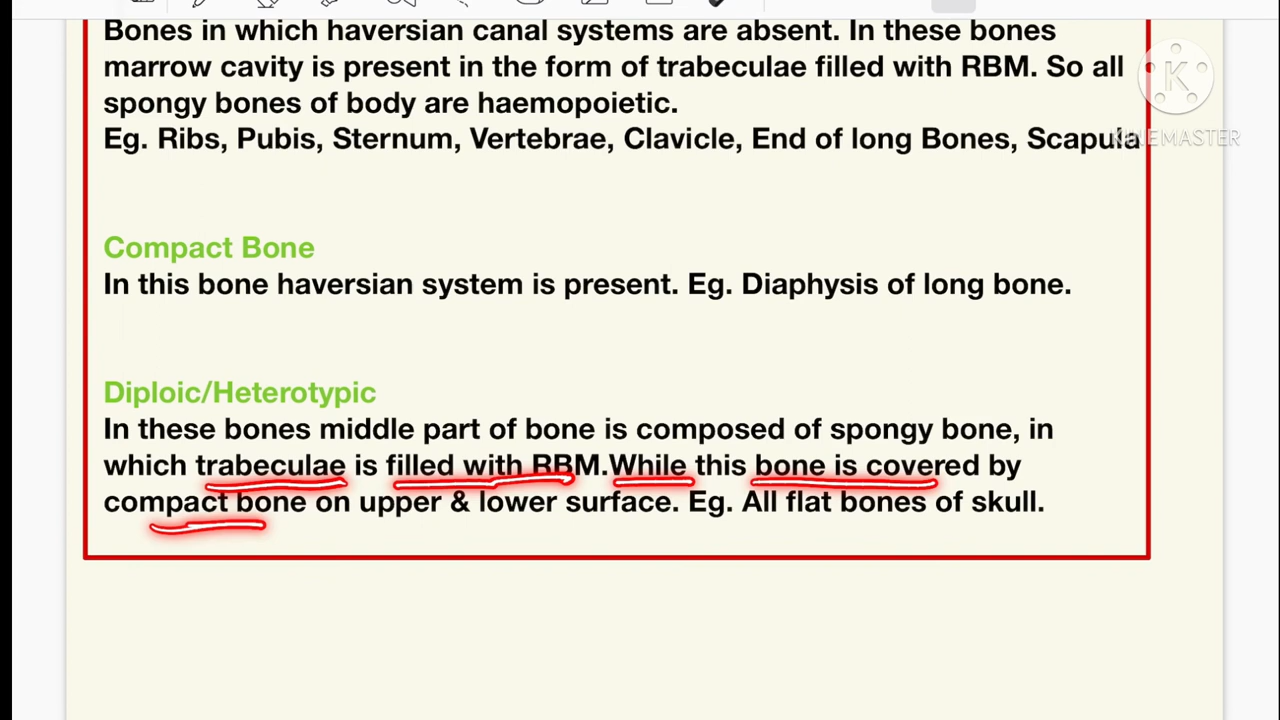 Bones in which haversian canal systems are absent. In these bones
marrow cavity is present in the form of trabeculae filled with RBM. So all
spongy bones of body are haemopoietic.
Eg. Ribs, Pubis, Sternum, Vertebrae, Clavicle, End of long Bones, Scapula
K
KINEMASTER
Compact Bone
In this bone haversian system is present. Eg. Diaphysis of long bone.
Diploic/Heterotypic
In these bones middle part of bone is composed of spongy bone, in
which trabeculae is filled with RBM.While this bone is covered by
compact bone on upper & lower surface. Eg. All flat bones of skull.